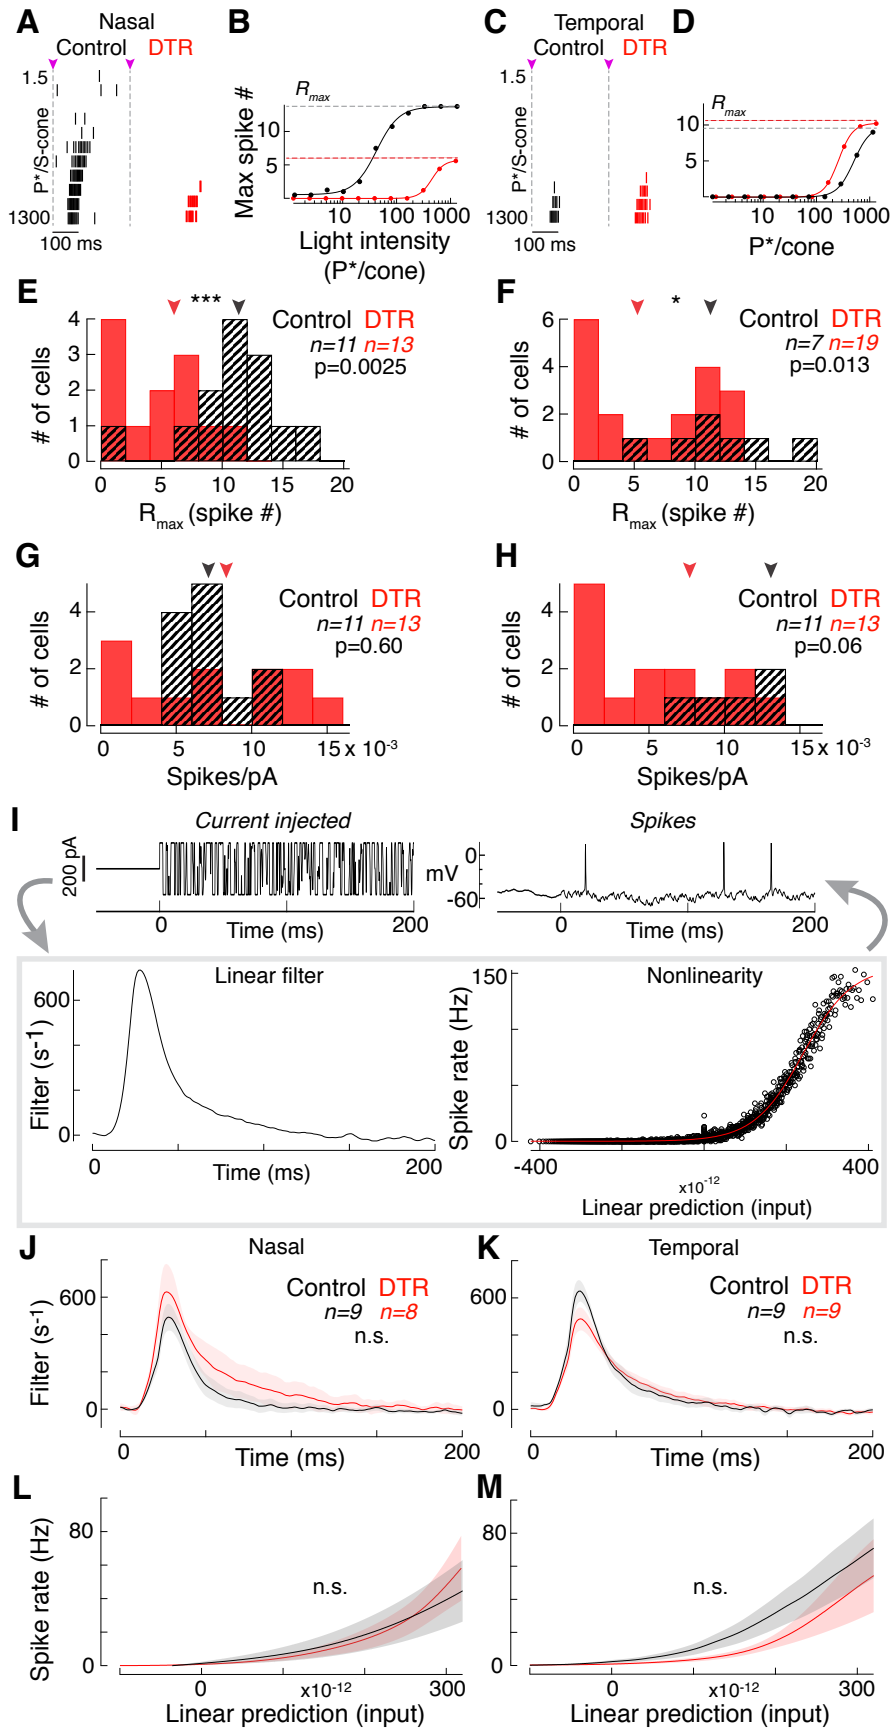 A
Nasal
Control DTR
1.5
P*/S-cone
1300
100 ms
B
Max spike #
R_max
10
0
10 100 1000
Light intensity
(P*/cone)
C
Temporal
Control DTR
1.5
P*/S-cone
1300
100 ms
D
R_max
10
5
0
10 100 1000
P*/cone
E
***
Control DTR
n=11 n=13
p=0.0025
# of cells
4
3
2
1
0
0 5 10 15 20
R_max (spike #)
F
*
Control DTR
n=7 n=19
p=0.013
# of cells
6
4
2
0
0 5 10 15 20
R_max (spike #)
G
Control DTR
n=11 n=13
p=0.60
# of cells
4
2
0
0 5 10 15 x 10⁻³
Spikes/pA
H
Control DTR
n=11 n=13
p=0.06
# of cells
4
2
0
0 5 10 15 x 10⁻³
Spikes/pA
I
Current injected
200 pA
0 200
Time (ms)
Spikes
mV
0
-60
0 200
Time (ms)
Linear filter
Filter (s⁻¹)
600
0
0 200
Time (ms)
Nonlinearity
Spike rate (Hz)
150
0
-400 400
x10⁻¹²
Linear prediction (input)
J
Nasal
Control DTR
n=9 n=8
n.s.
Filter (s⁻¹)
600
0
0 200
Time (ms)
K
Temporal
Control DTR
n=9 n=9
n.s.
600
0
0 200
Time (ms)
L
Spike rate (Hz)
80
0
n.s.
0 x10⁻¹² 300
Linear prediction (input)
M
80
0
n.s.
0 x10⁻¹² 300
Linear prediction (input)